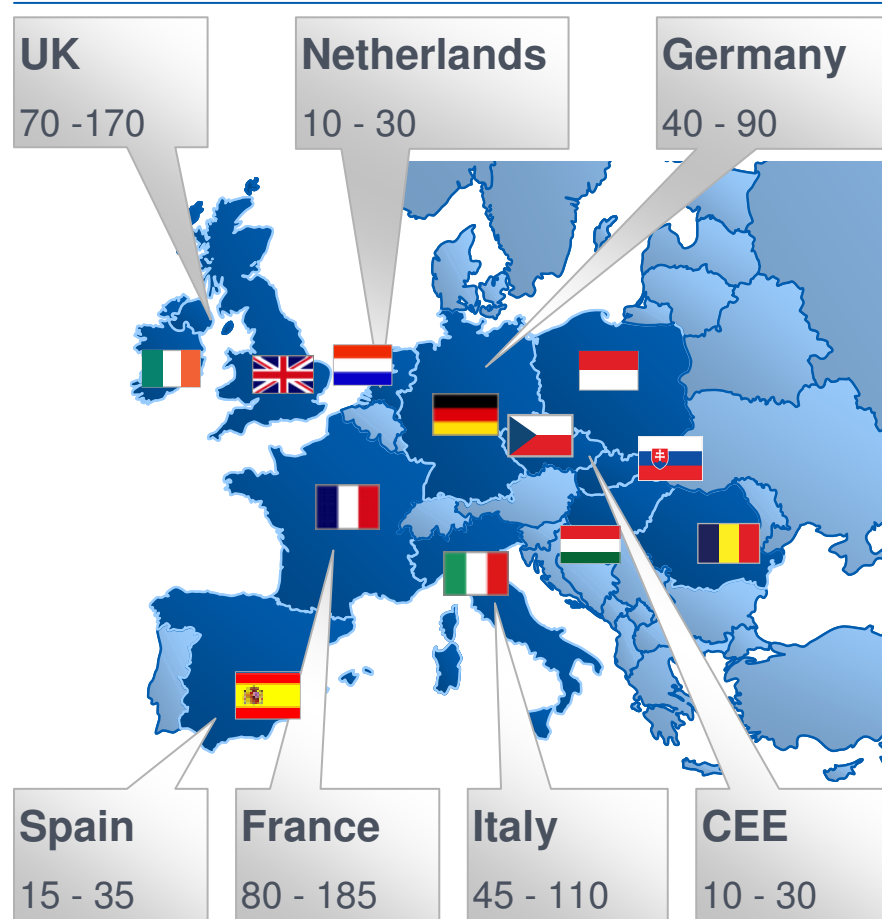 UK
70 -170
Netherlands
10 - 30
Germany
40 - 90
Spain
15 - 35
France
80 - 185
Italy
45 - 110
CEE
10 - 30